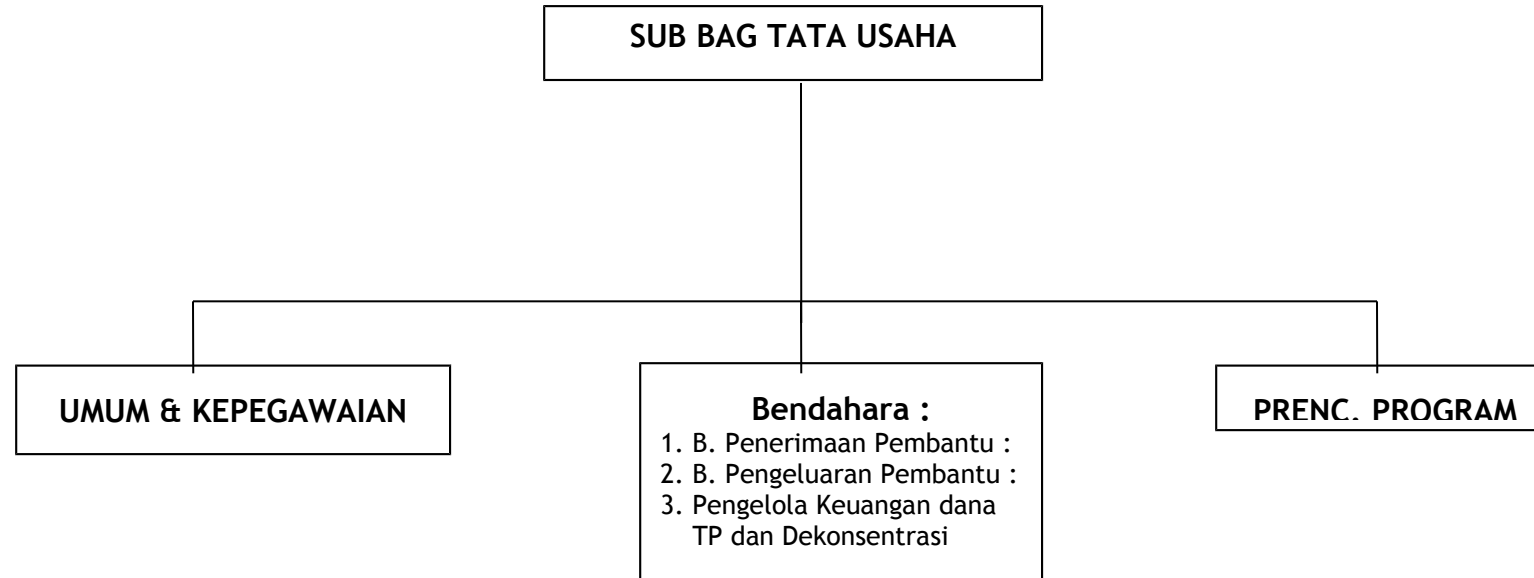 SUB BAG TATA USAHA
UMUM & KEPEGAWAIAN
Bendahara :
1. B. Penerimaan Pembantu :
2. B. Pengeluaran Pembantu :
3. Pengelola Keuangan dana
TP dan Dekonsentrasi
PRENC. PROGRAM